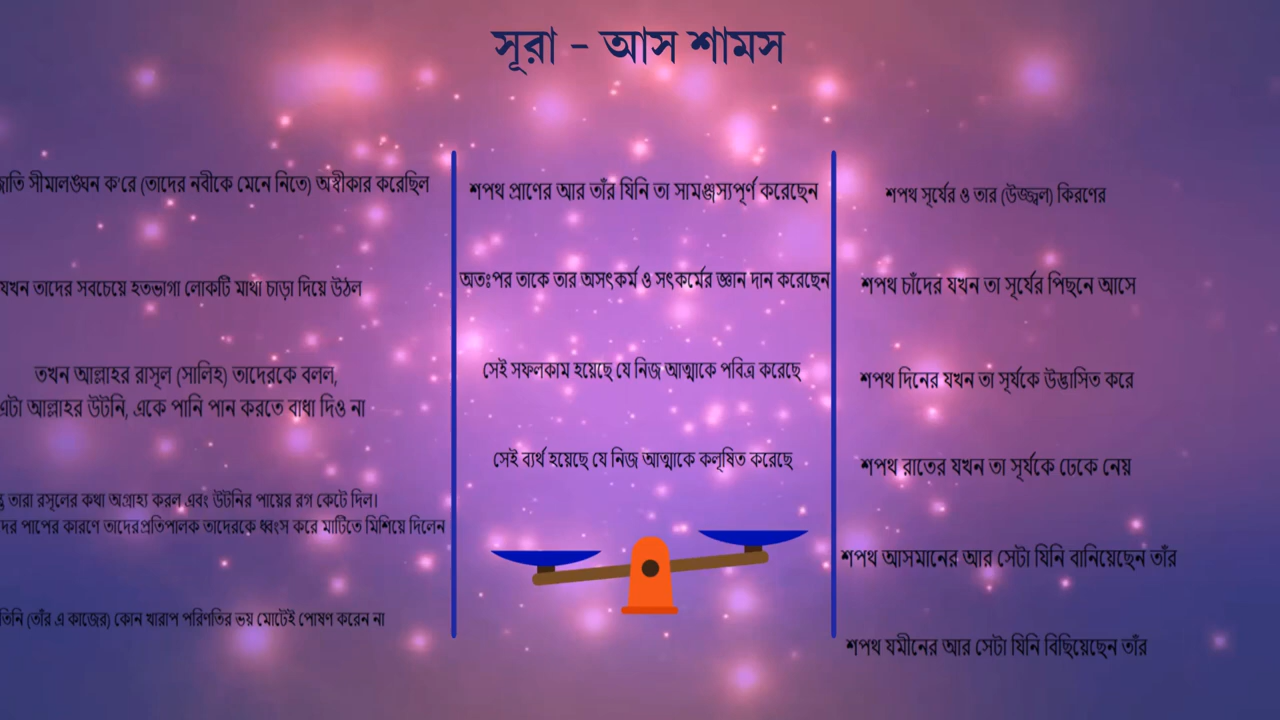 সূরা - আস শামস
জাতি সীমালঙ্ঘন ক'রে (তাদের নবীকে মেনে নিতে) অস্বীকার করেছিল
যখন তাদের সবচেয়ে হতভাগা লোকটি মাথা চাড়া দিয়ে উঠল
তখন আল্লাহর রাসূল (সালিহ) তাদেরকে বলল,
এটা আল্লাহর উটনি, একে পানি পান করতে বাধা দিও না
তারা রসূলের কথা অগ্রাহ্য করল এবং উটনির পায়ের রগ কেটে দিল।
পাপের কারণে তাদেরপ্রতিপালক তাদেরকে ধ্বংস করে মাটিতে মিশিয়ে দিলেন
তিনি (তাঁর এ কাজের) কোন খারাপ পরিণতির ভয় মোটেই পোষণ করেন না
শপথ প্রাণের আর তাঁর যিনি তা সামঞ্জস্যপূর্ণ করেছেন
অতঃপর তাকে তার অসৎকর্ম ও সৎকর্মের জ্ঞান দান করেছেন
সেই সফলকাম হয়েছে যে নিজ আত্মাকে পবিত্র করেছে
সেই ব্যর্থ হয়েছে যে নিজ আত্মাকে কলূষিত করেছে
শপথ সূর্যের ও তার (উজ্জ্বল) কিরণের
শপথ চাঁদের যখন তা সূর্যের পিছনে আসে
শপথ দিনের যখন তা সূর্যকে উদ্ভাসিত করে
শপথ রাতের যখন তা সূর্যকে ঢেকে নেয়
শপথ আসমানের আর সেটা যিনি বানিয়েছেন তাঁর
শপথ যমীনের আর সেটা যিনি বিছিয়েছেন তাঁর